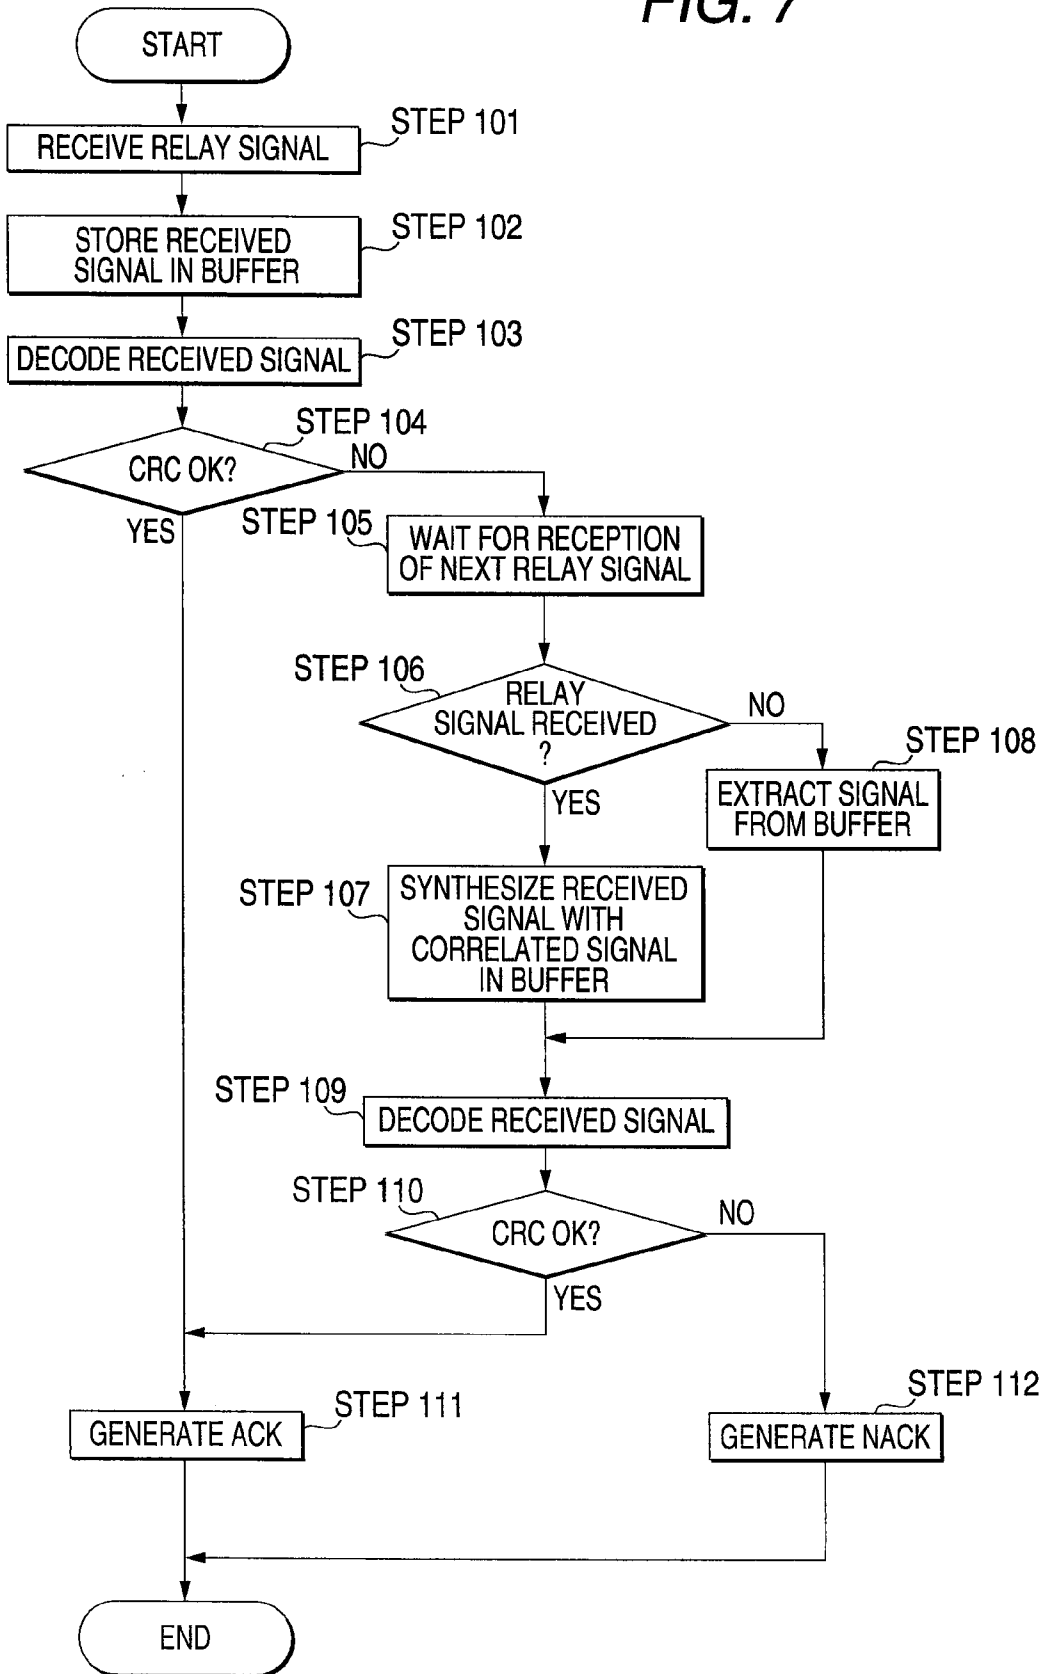 FIG. 7
START
STEP 101
RECEIVE RELAY SIGNAL
STEP 102
STORE RECEIVED
SIGNAL IN BUFFER
STEP 103
DECODE RECEIVED SIGNAL
STEP 104
CRC OK?
NO
YES
STEP 105
WAIT FOR RECEPTION
OF NEXT RELAY SIGNAL
STEP 106
RELAY
SIGNAL RECEIVED
?
NO
YES
STEP 108
EXTRACT SIGNAL
FROM BUFFER
STEP 107
SYNTHESIZE RECEIVED
SIGNAL WITH
CORRELATED SIGNAL
IN BUFFER
STEP 109
DECODE RECEIVED SIGNAL
STEP 110
CRC OK?
NO
YES
STEP 111
GENERATE ACK
STEP 112
GENERATE NACK
END